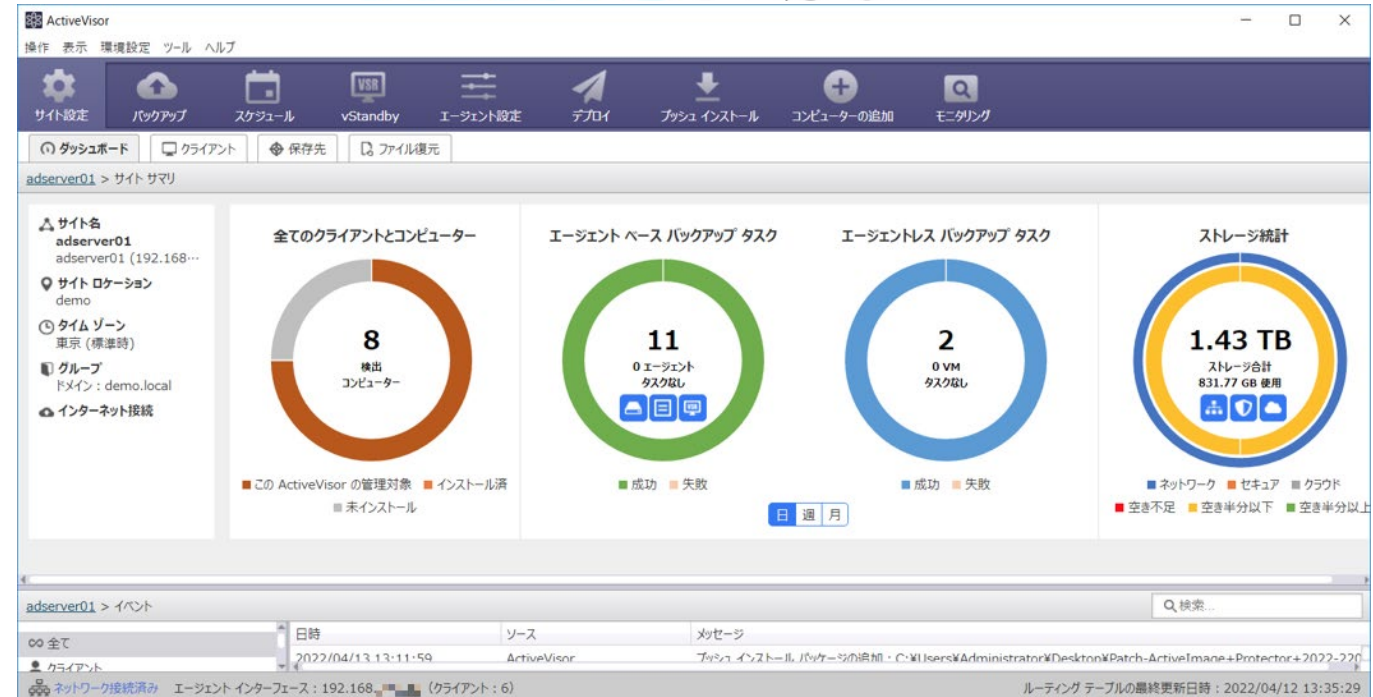 ActiveVisor
操作 表示 環境設定 ツール ヘルプ
サイト設定 バックアップ スケジュール vStandby エージェント設定 デプロイ プッシュ インストール コンピューターの追加 モニタリング
VSR
ダッシュボード クライアント 保存先 ファイル復元
adserver01 > サイト サマリ
サイト名
adserver01
adserver01 (192.168…
サイト ロケーション
demo
タイム ゾーン
東京 (標準時)
グループ
ドメイン : demo.local
インターネット接続
全てのクライアントとコンピューター
8
検出
コンピューター
この ActiveVisor の管理対象 インストール済
未インストール
エージェント ベース バックアップ タスク
11
0 エージェント
タスクなし
成功 失敗
エージェントレス バックアップ タスク
2
0 VM
タスクなし
成功 失敗
日 週 月
ストレージ統計
1.43 TB
ストレージ合計
831.77 GB 使用
ネットワーク セキュア クラウド
空き不足 空き半分以下 空き半分以上
adserver01 > イベント
検索...
全て
クライアント
日時 ソース メッセージ
2022/04/13 13:11:59 ActiveVisor プッシュ インストール パッケージの追加 : C:¥Users¥Administrator¥Desktop¥Patch-ActiveImage+Protector+2022-220
ネットワーク接続済み エージェント インターフェース : 192.168. (クライアント : 6) ルーティング テーブルの最終更新日時 : 2022/04/12 13:35:29